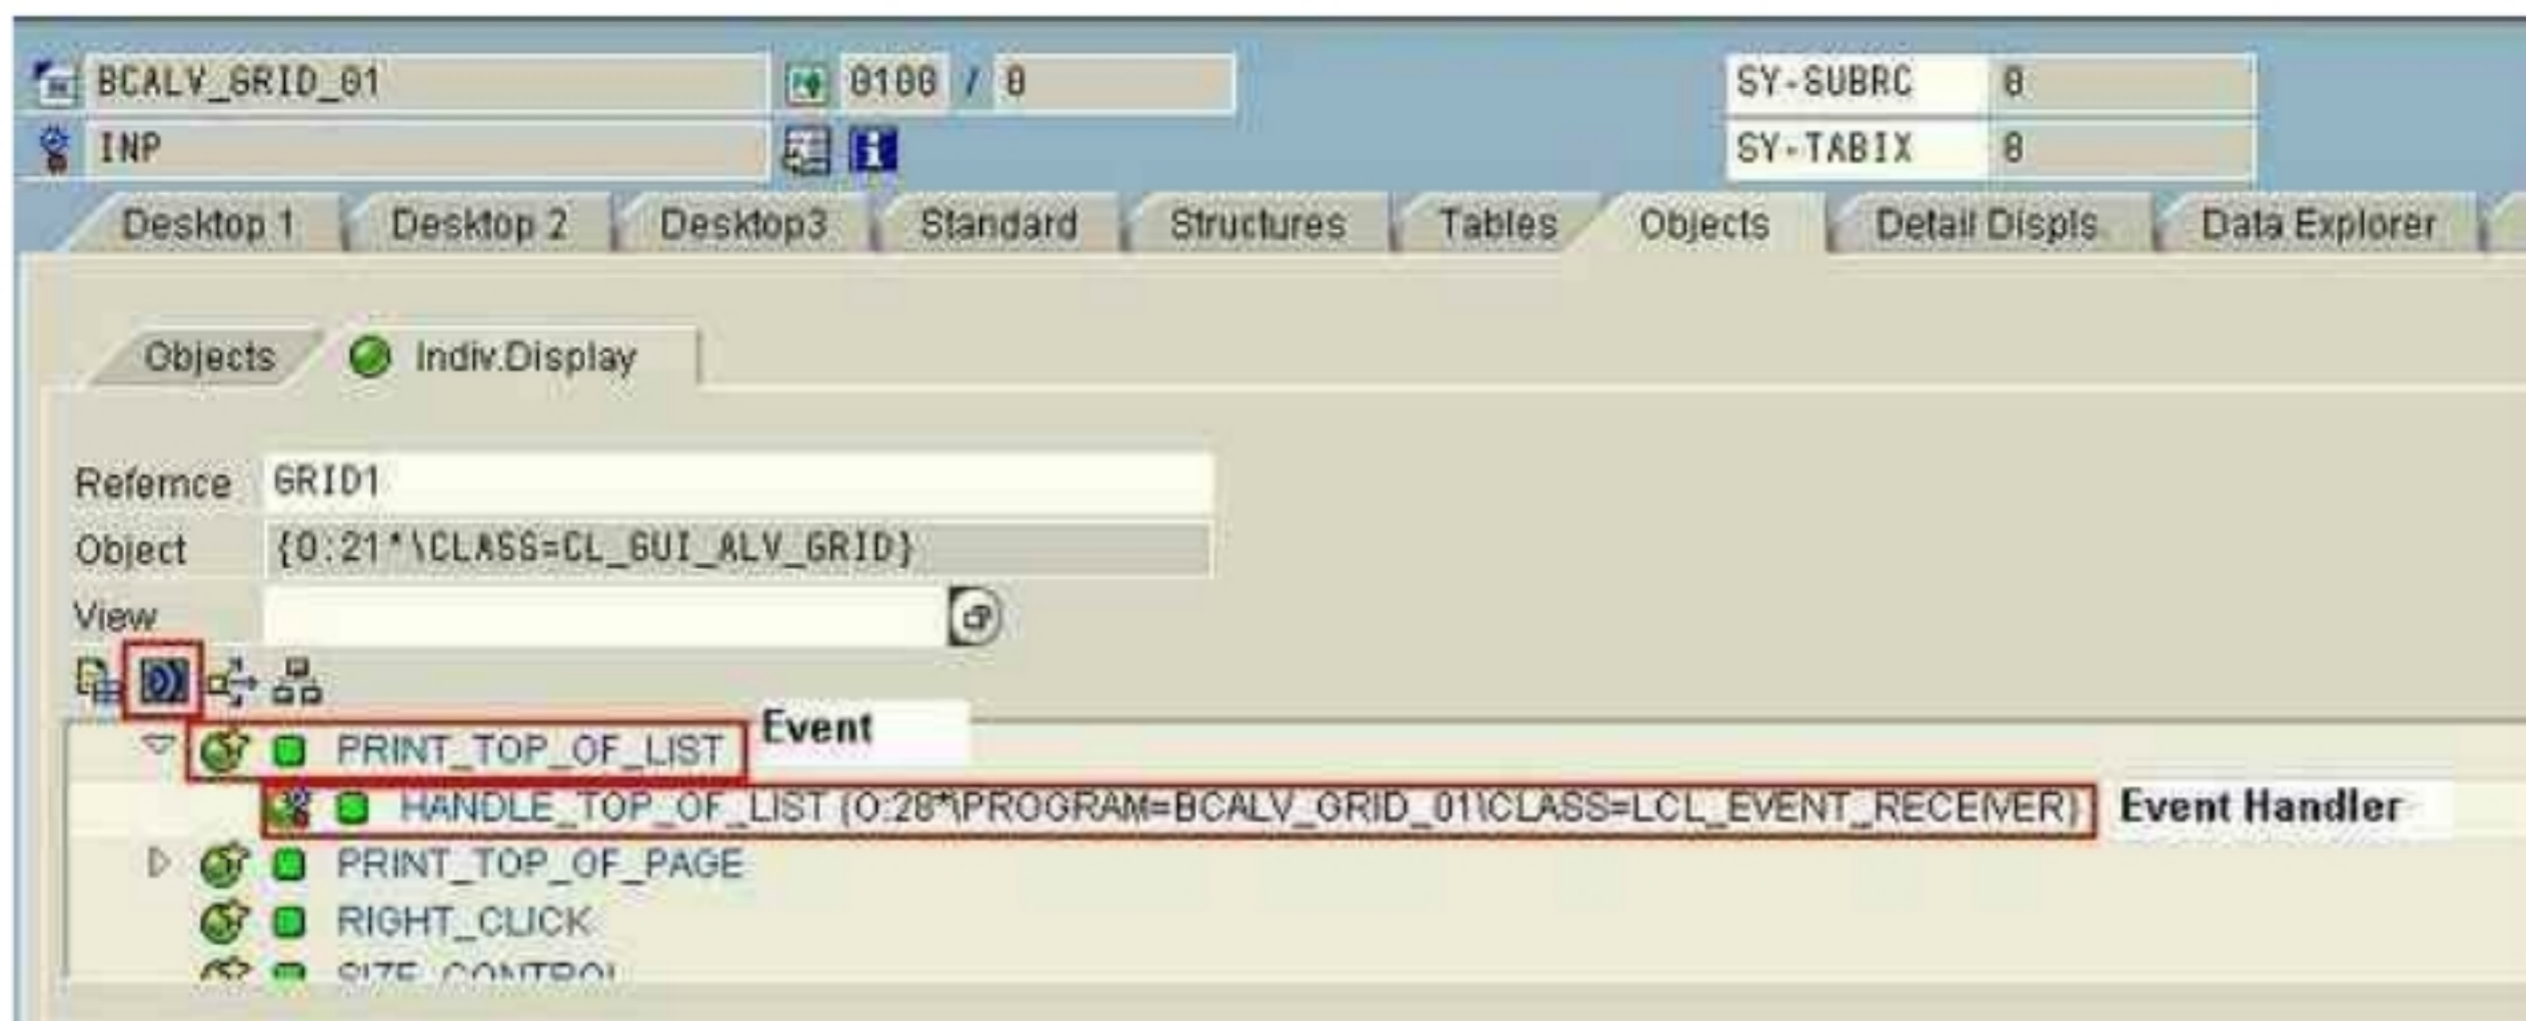 BCALV_GRID_01 0100 / 0 SY-SUBRC 0
INP SY-TABIX 0
Desktop 1 Desktop 2 Desktop3 Standard Structures Tables Objects Detail Displs. Data Explorer
Objects Indiv.Display
Refernce GRID1
Object {O:21*\CLASS=CL_GUI_ALV_GRID}
View
PRINT_TOP_OF_LIST Event
HANDLE_TOP_OF_LIST {O:28*\PROGRAM=BCALV_GRID_01\CLASS=LCL_EVENT_RECEIVER} Event Handler
PRINT_TOP_OF_PAGE
RIGHT_CLICK
SIZE_CONTROL